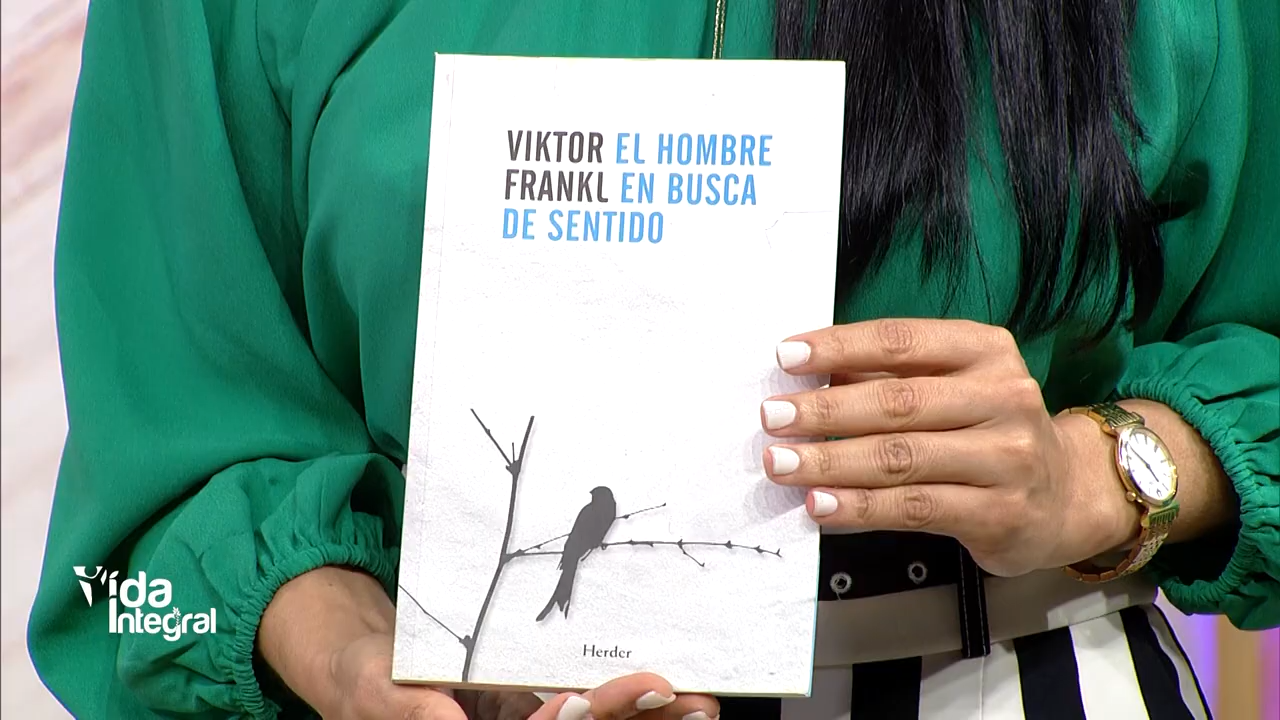 VIKTOR EL HOMBRE
FRANKL EN BUSCA
DE SENTIDO
Herder
Vida
Integral